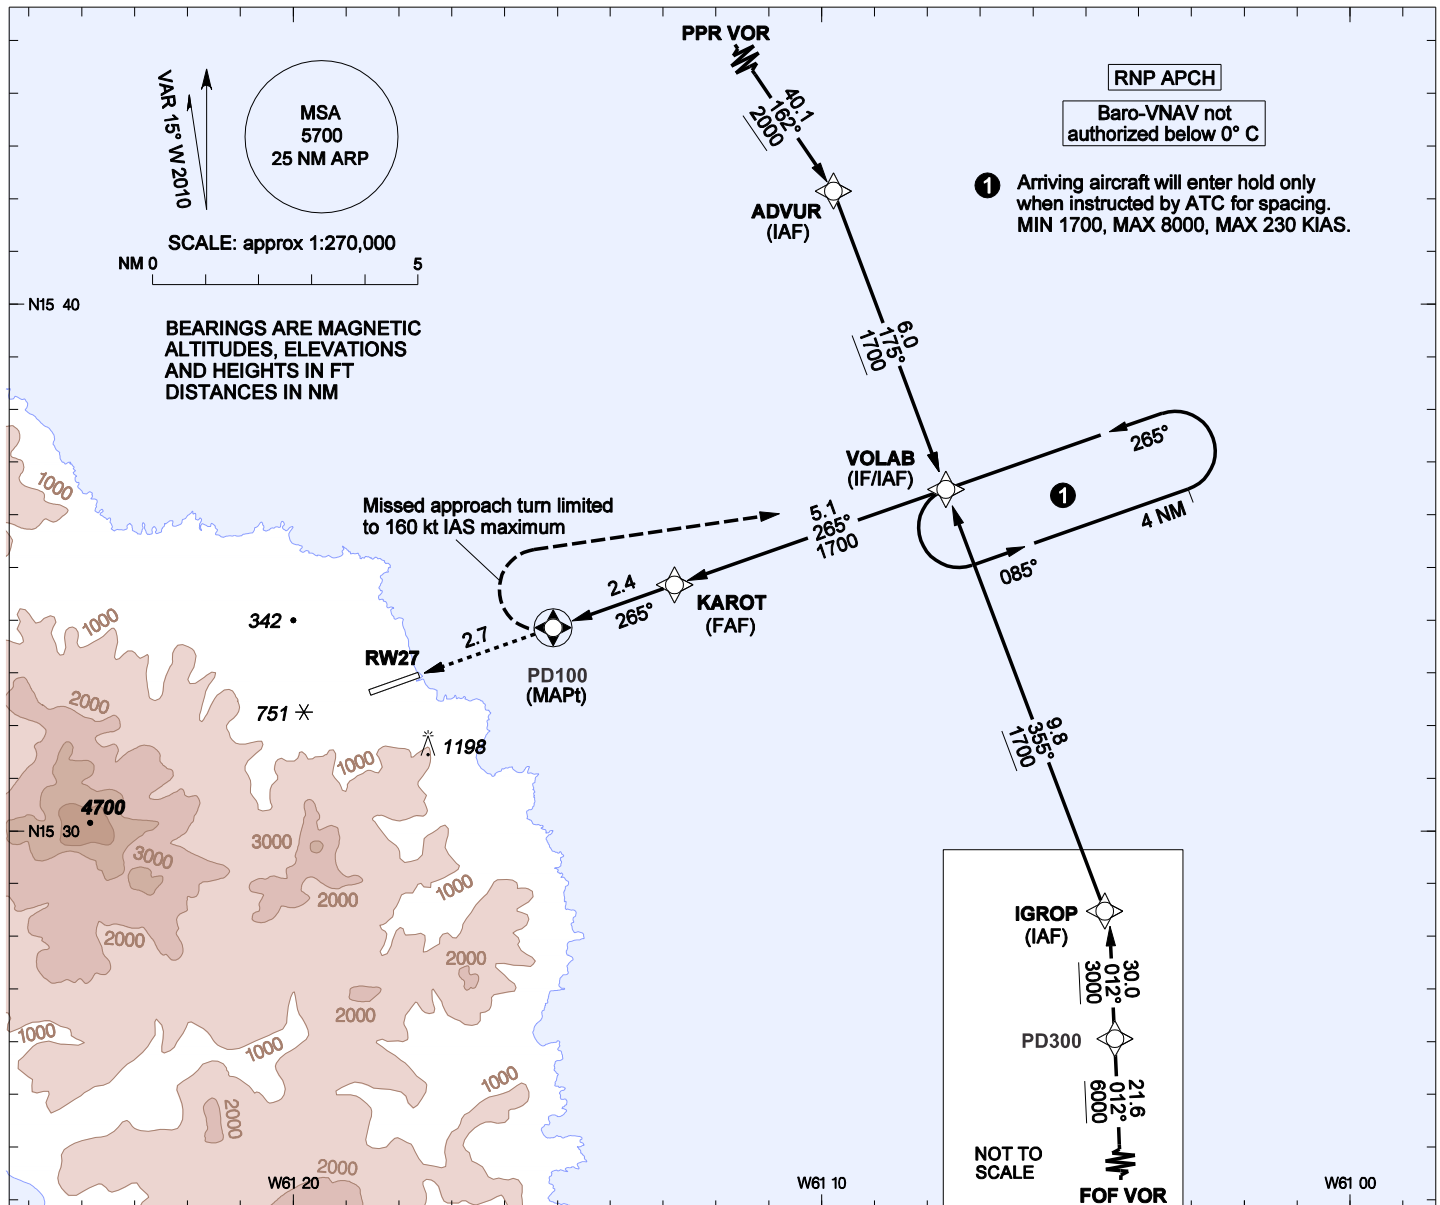 PPR VOR
40.1
162°
2000
RNP APCH
Baro-VNAV not
authorized below 0° C
VAR 15° W 2010
MSA
5700
25 NM ARP
1
Arriving aircraft will enter hold only
when instructed by ATC for spacing.
MIN 1700, MAX 8000, MAX 230 KIAS.
ADVUR
(IAF)
SCALE: approx 1:270,000
NM 0
5
N15 40
BEARINGS ARE MAGNETIC
ALTITUDES, ELEVATIONS
AND HEIGHTS IN FT
DISTANCES IN NM
6.0
175°
1700
265°
VOLAB
(IF/IAF)
1
4 NM
085°
1000
Missed approach turn limited
to 160 kt IAS maximum
5.1
265°
1700
2.4
265°
KAROT
(FAF)
342
1000
2.7
RW27
PD100
(MAPt)
2000
751
1198
1000
9.8
355°
1700
4700
N15 30
3000
3000
2000
1000
2000
2000
IGROP
(IAF)
30.0
012°
3000
2000
1000
1000
PD300
1000
2000
21.6
012°
6000
2000
NOT TO
SCALE
W61 20
W61 10
W61 00
FOF VOR